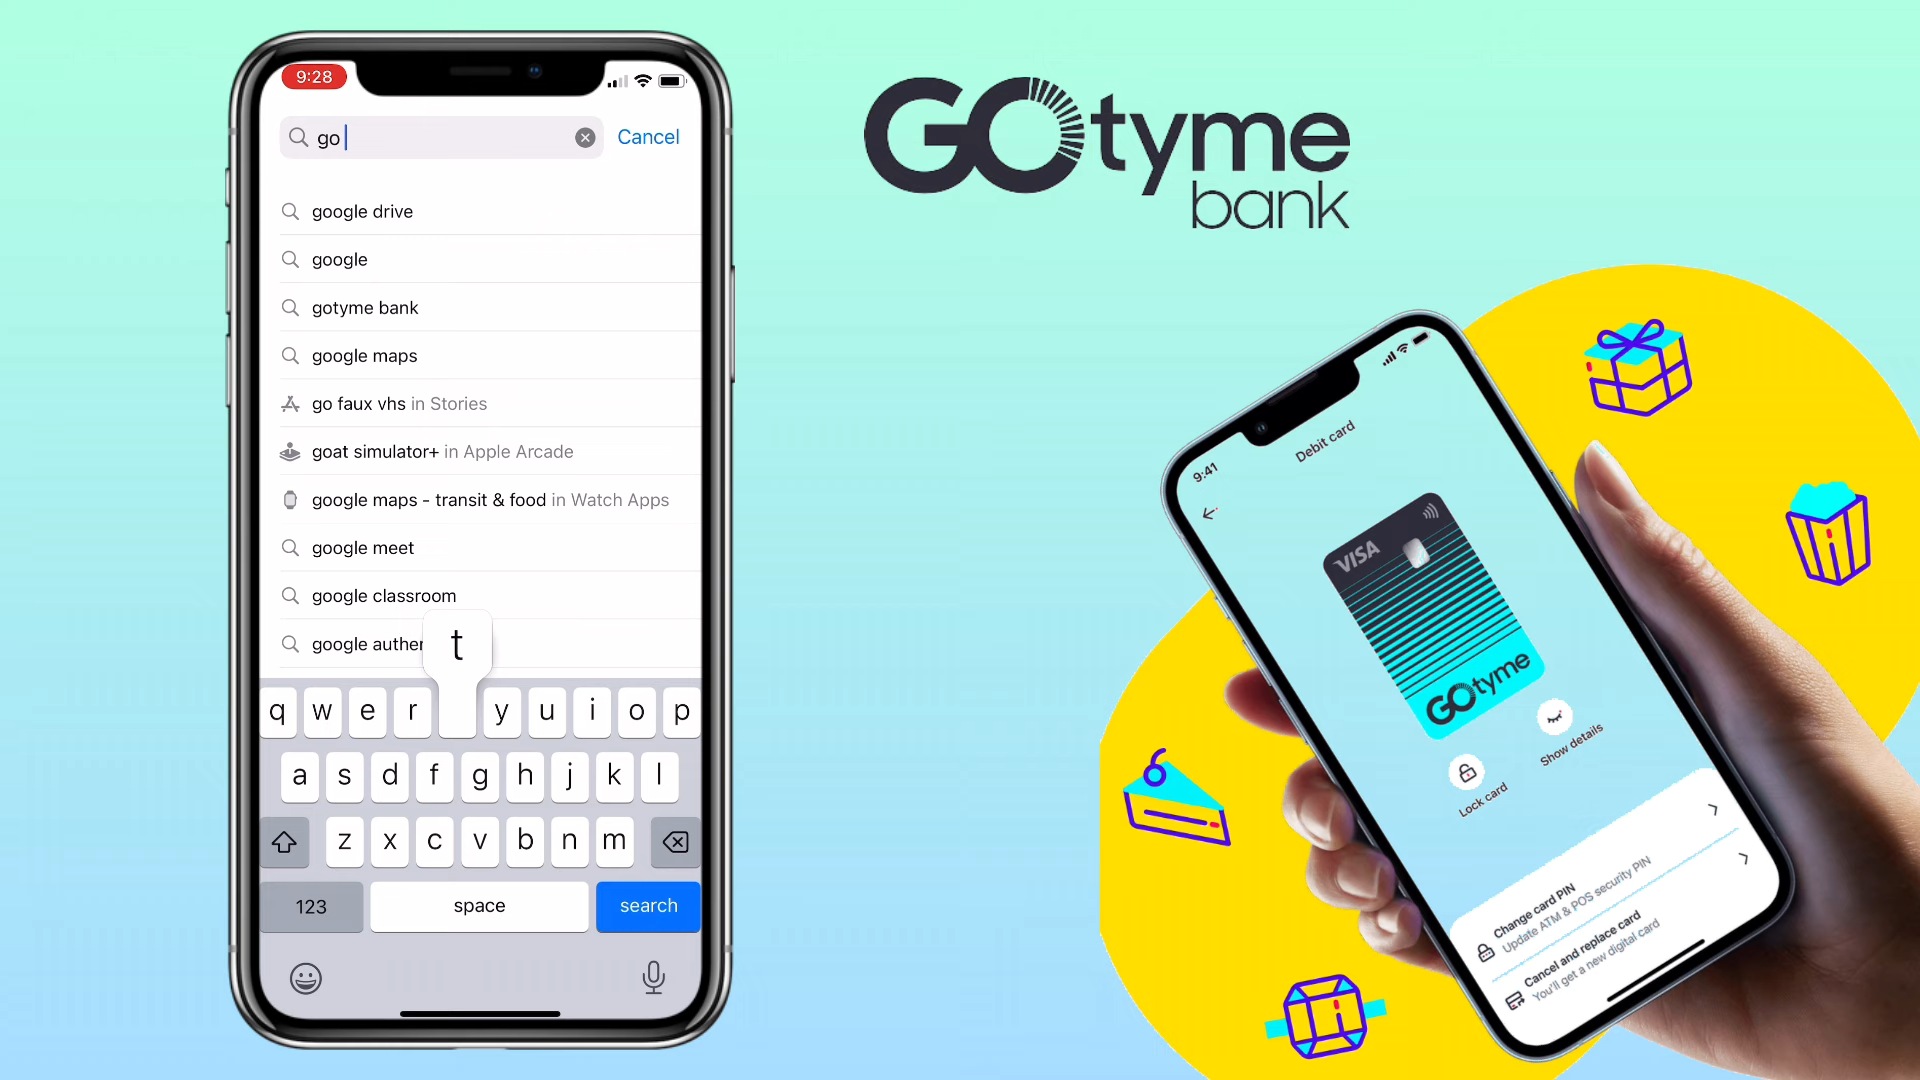 9:28
go
Cancel
google drive
google
gotyme bank
google maps
go faux vhs in Stories
goat simulator+ in Apple Arcade
google maps - transit & food in Watch Apps
google meet
google classroom
google auther
t
q w e r y u i o p
a s d f g h j k l
z x c v b n m
123 space search
GOtyme
bank
9:41
Debit card
VISA
GOtyme
Lock card
Show details
Change card PIN
Update ATM & POS security PIN
Cancel and replace card
You'll get a new digital card